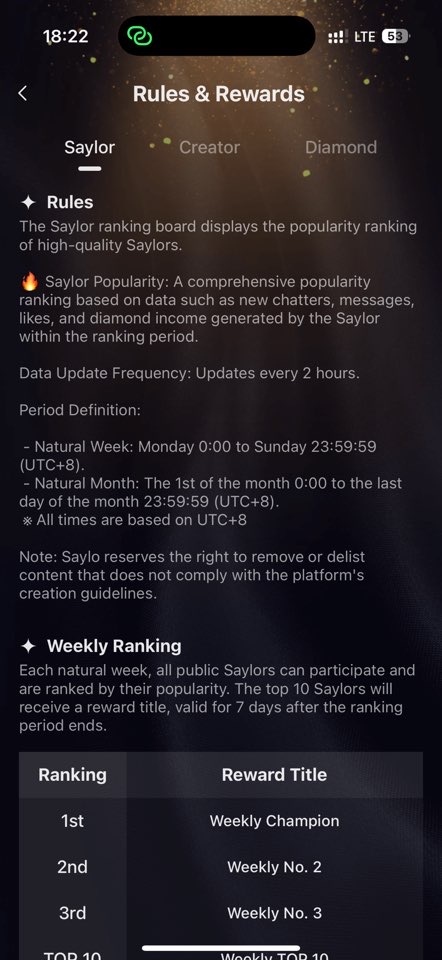 18:22
LTE 53
Rules & Rewards
Saylor Creator Diamond
Rules
The Saylor ranking board displays the popularity ranking
of high-quality Saylors.
🔥 Saylor Popularity: A comprehensive popularity
ranking based on data such as new chatters, messages,
likes, and diamond income generated by the Saylor
within the ranking period.
Data Update Frequency: Updates every 2 hours.
Period Definition:
- Natural Week: Monday 0:00 to Sunday 23:59:59
(UTC+8).
- Natural Month: The 1st of the month 0:00 to the last
day of the month 23:59:59 (UTC+8).
※ All times are based on UTC+8
Note: Saylo reserves the right to remove or delist
content that does not comply with the platform's
creation guidelines.
Weekly Ranking
Each natural week, all public Saylors can participate and
are ranked by their popularity. The top 10 Saylors will
receive a reward title, valid for 7 days after the ranking
period ends.
Ranking Reward Title
1st Weekly Champion
2nd Weekly No. 2
3rd Weekly No. 3
TOP 10 Weekly TOP 10